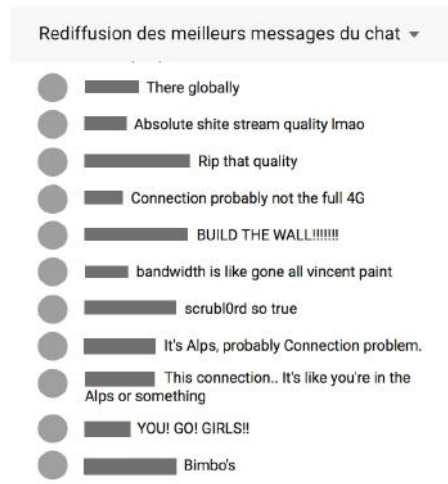 Rediffusion des meilleurs messages du chat
There globally
Absolute shite stream quality lmao
Rip that quality
Connection probably not the full 4G
BUILD THE WALL!!!!!!!
bandwidth is like gone all vincent paint
scrubl0rd so true
It's Alps, probably Connection problem.
This connection.. It's like you're in the
Alps or something
YOU! GO! GIRLS!!
Bimbo's